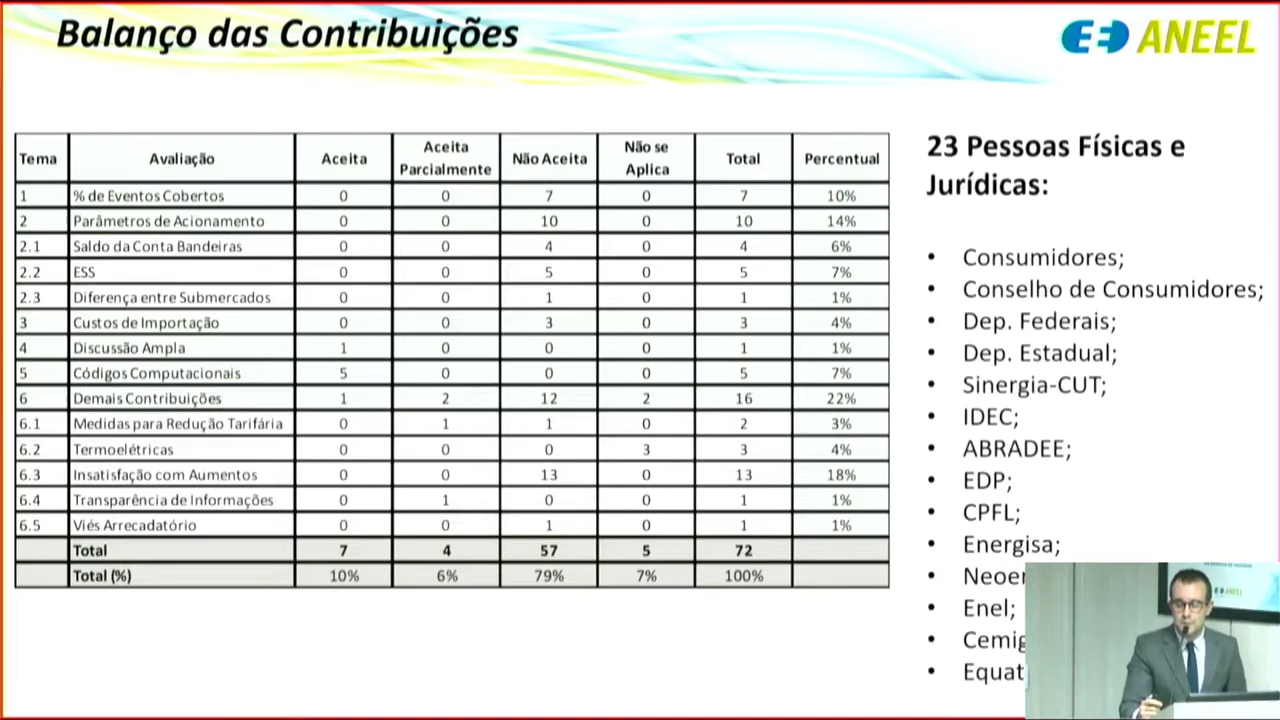 Balanço das Contribuições
ANEEL
Tema Avaliação Aceita Aceita Parcialmente Não Aceita Não se Aplica Total Percentual
1 % de Eventos Cobertos 0 0 7 0 7 10%
2 Parâmetros de Acionamento 0 0 10 0 10 14%
2.1 Saldo da Conta Bandeiras 0 0 4 0 4 6%
2.2 ESS 0 0 5 0 5 7%
2.3 Diferença entre Submercados 0 0 1 0 1 1%
3 Custos de Importação 0 0 3 0 3 4%
4 Discussão Ampla 1 0 0 0 1 1%
5 Códigos Computacionais 5 0 0 0 5 7%
6 Demais Contribuições 1 2 12 2 16 22%
6.1 Medidas para Redução Tarifária 0 1 1 0 2 3%
6.2 Termoelétricas 0 0 0 3 3 4%
6.3 Insatisfação com Aumentos 0 0 13 0 13 18%
6.4 Transparência de Informações 0 1 0 0 1 1%
6.5 Viés Arrecadatório 0 0 1 0 1 1%
Total 7 4 57 5 72
Total (%) 10% 6% 79% 7% 100%
23 Pessoas Físicas e
Jurídicas:
• Consumidores;
• Conselho de Consumidores;
• Dep. Federais;
• Dep. Estadual;
• Sinergia-CUT;
• IDEC;
• ABRADEE;
• EDP;
• CPFL;
• Energisa;
• Neoen
• Enel;
• Cemig
• Equat
ANEEL